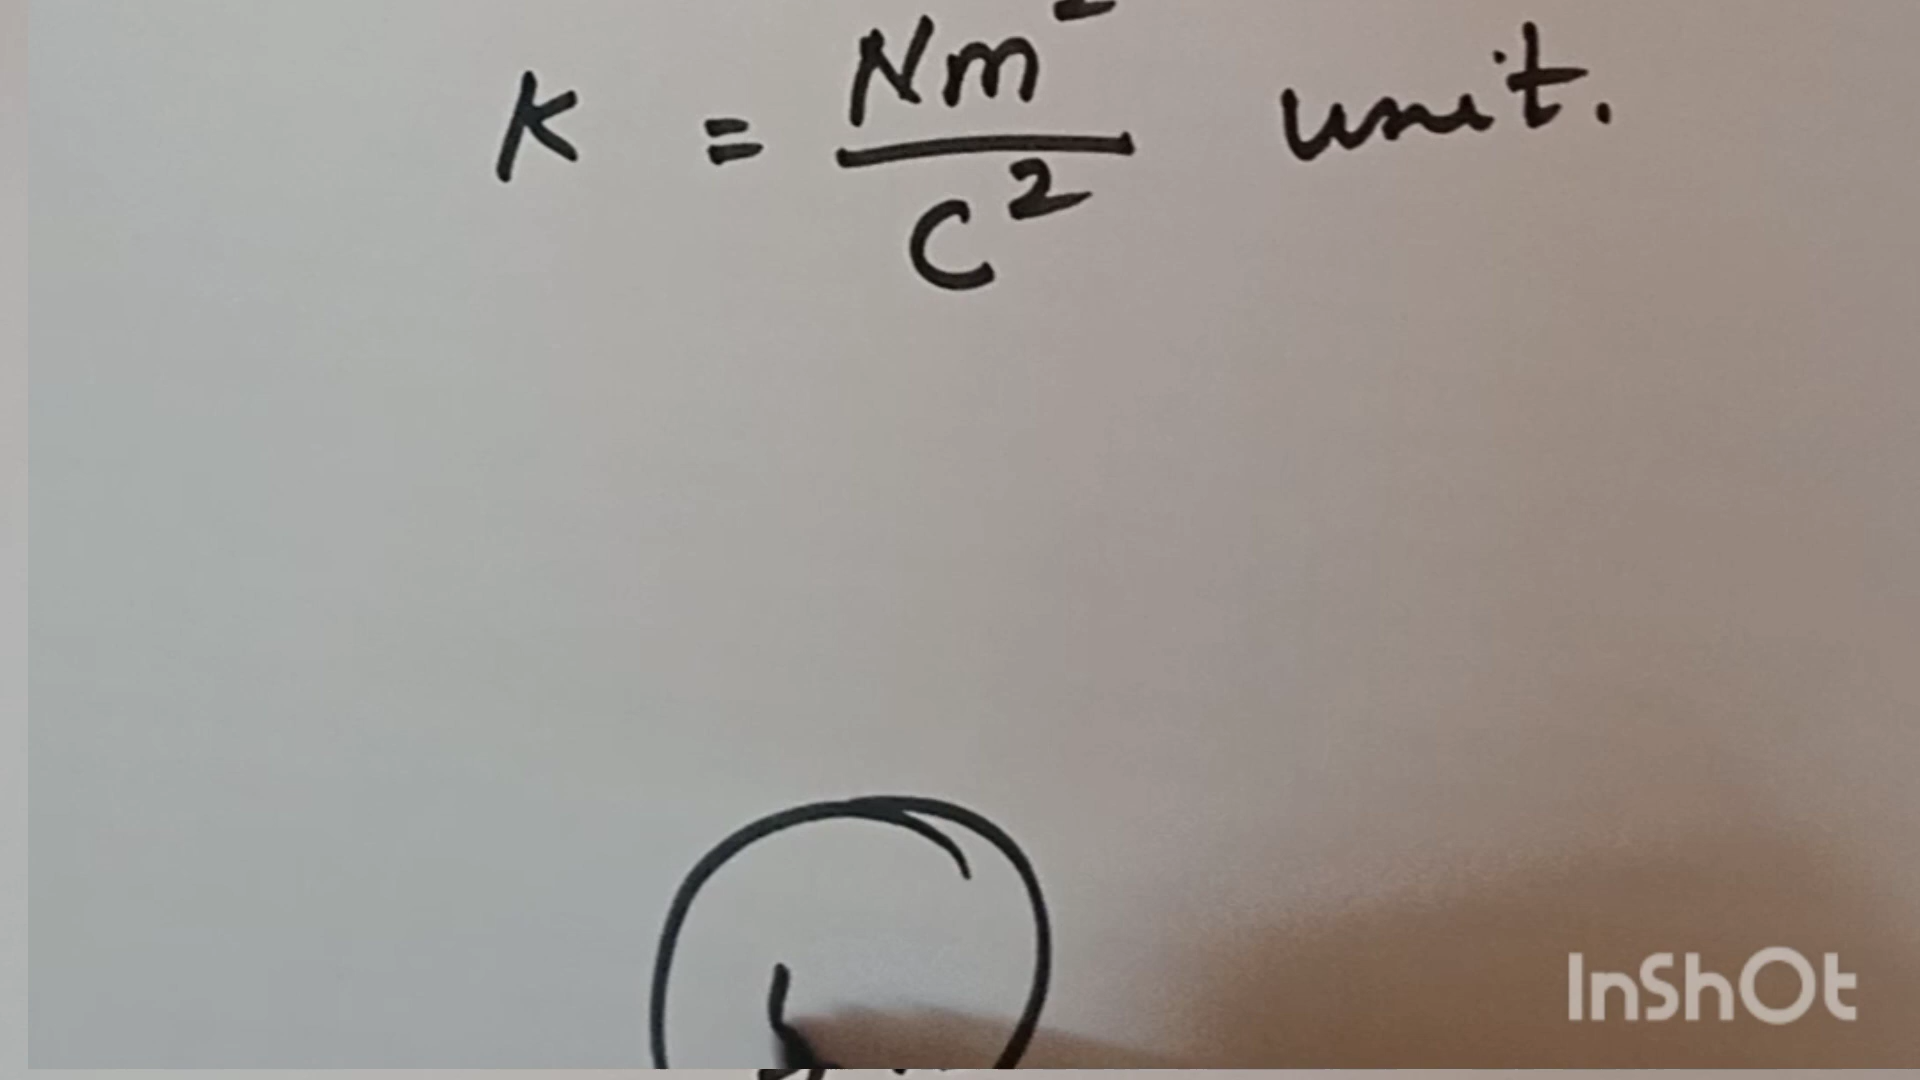 K = Nm²/C² unit.
InShOt